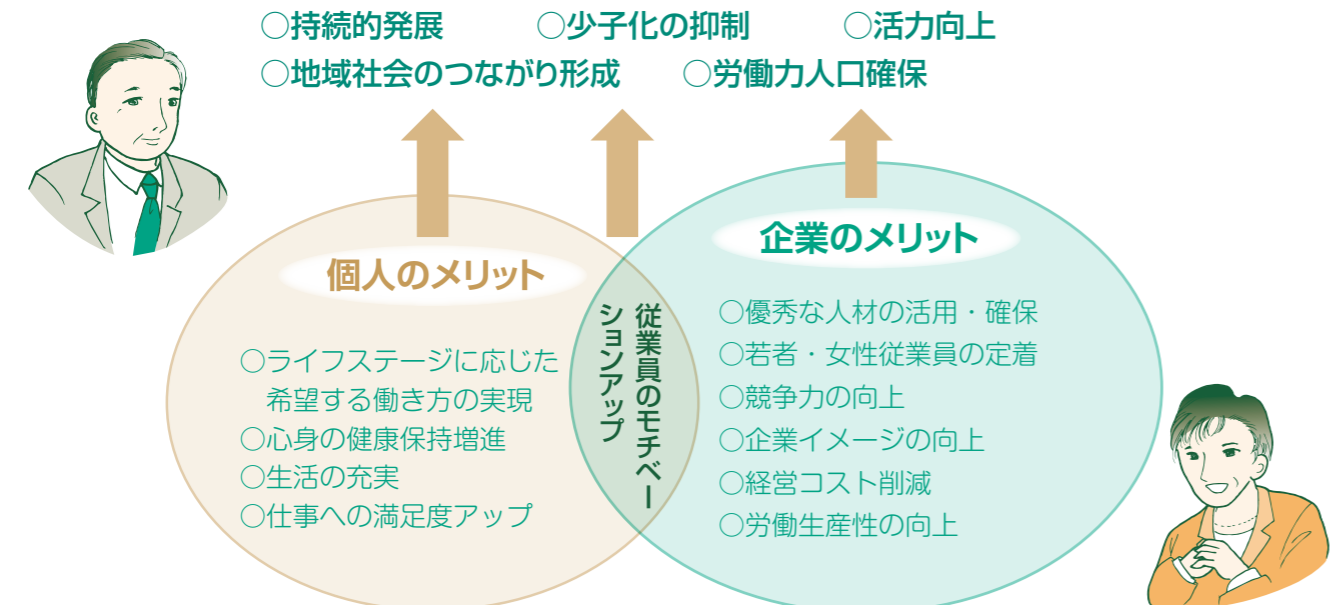 ○持続的発展 ○少子化の抑制 ○活力向上
○地域社会のつながり形成 ○労働力人口確保
個人のメリット
○ライフステージに応じた
希望する働き方の実現
○心身の健康保持増進
○生活の充実
○仕事への満足度アップ
従業員のモチベー
ションアップ
企業のメリット
○優秀な人材の活用・確保
○若者・女性従業員の定着
○競争力の向上
○企業イメージの向上
○経営コスト削減
○労働生産性の向上